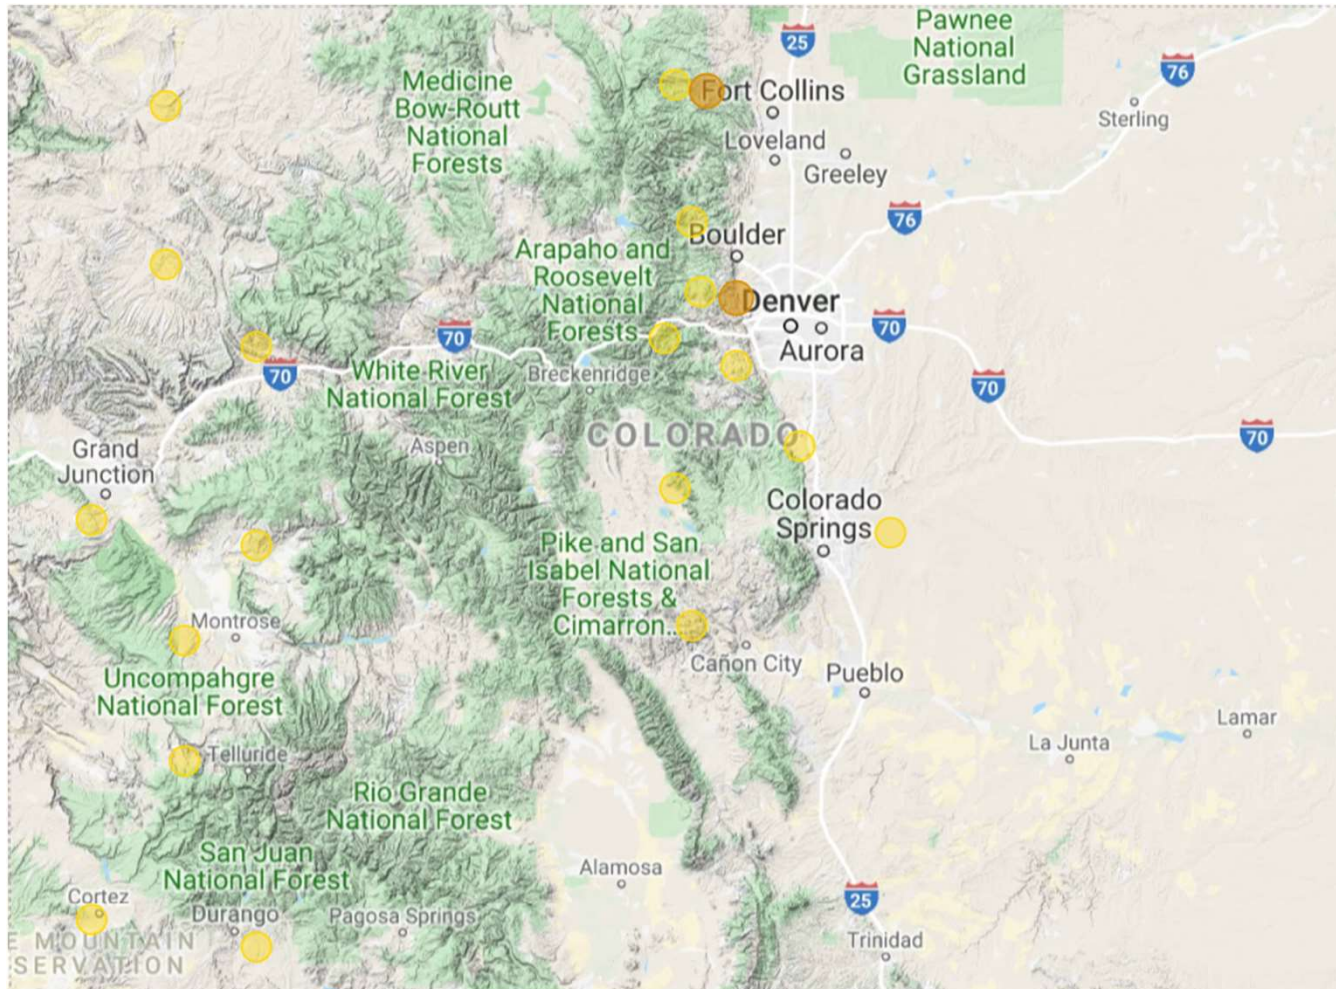 Pawnee
National
Grassland
25
76
Medicine
Bow-Routt
National
Forests
Fort Collins
Sterling
Loveland
Greeley
76
Boulder
Arapaho and
Roosevelt
National
Forests
Denver
70
70
Aurora
70
White River
National Forest
Breckenridge
70
COLORADO
70
Grand
Junction
Aspen
Colorado
Springs
Pike and San
Isabel National
Forests &
Cimarron...
Montrose
Cañon City
Pueblo
Uncompahgre
National Forest
Lamar
La Junta
Telluride
Rio Grande
National Forest
San Juan
National Forest
Alamosa
Cortez
25
Durango
Pagosa Springs
E MOUNTAIN
SERVATION
Trinidad